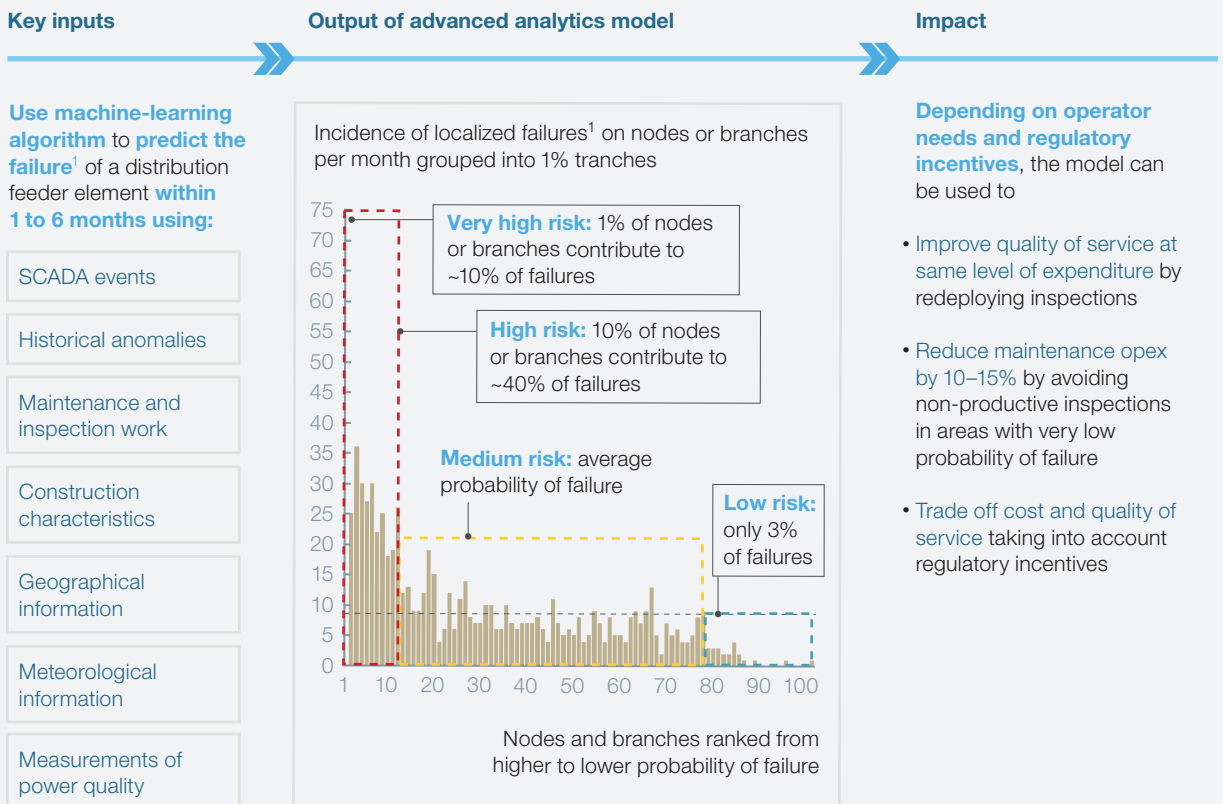 Key inputs
Output of advanced analytics model
Impact
Use machine-learning
algorithm to predict the
failure1 of a distribution
feeder element within
1 to 6 months using:
SCADA events
Historical anomalies
Maintenance and
inspection work
Construction
characteristics
Geographical
information
Meteorological
information
Measurements of
power quality
Incidence of localized failures1 on nodes or branches
per month grouped into 1% tranches
75
70
65
60
55
50
45
40
35
30
25
20
15
10
5
0
Very high risk: 1% of nodes
or branches contribute to
~10% of failures
High risk: 10% of nodes
or branches contribute to
~40% of failures
Medium risk: average
probability of failure
Low risk:
only 3%
of failures
1 10 20 30 40 50 60 70 80 90 100
Nodes and branches ranked from
higher to lower probability of failure
Depending on operator
needs and regulatory
incentives, the model can
be used to
• Improve quality of service at
same level of expenditure by
redeploying inspections
• Reduce maintenance opex
by 10–15% by avoiding
non-productive inspections
in areas with very low
probability of failure
• Trade off cost and quality of
service taking into account
regulatory incentives